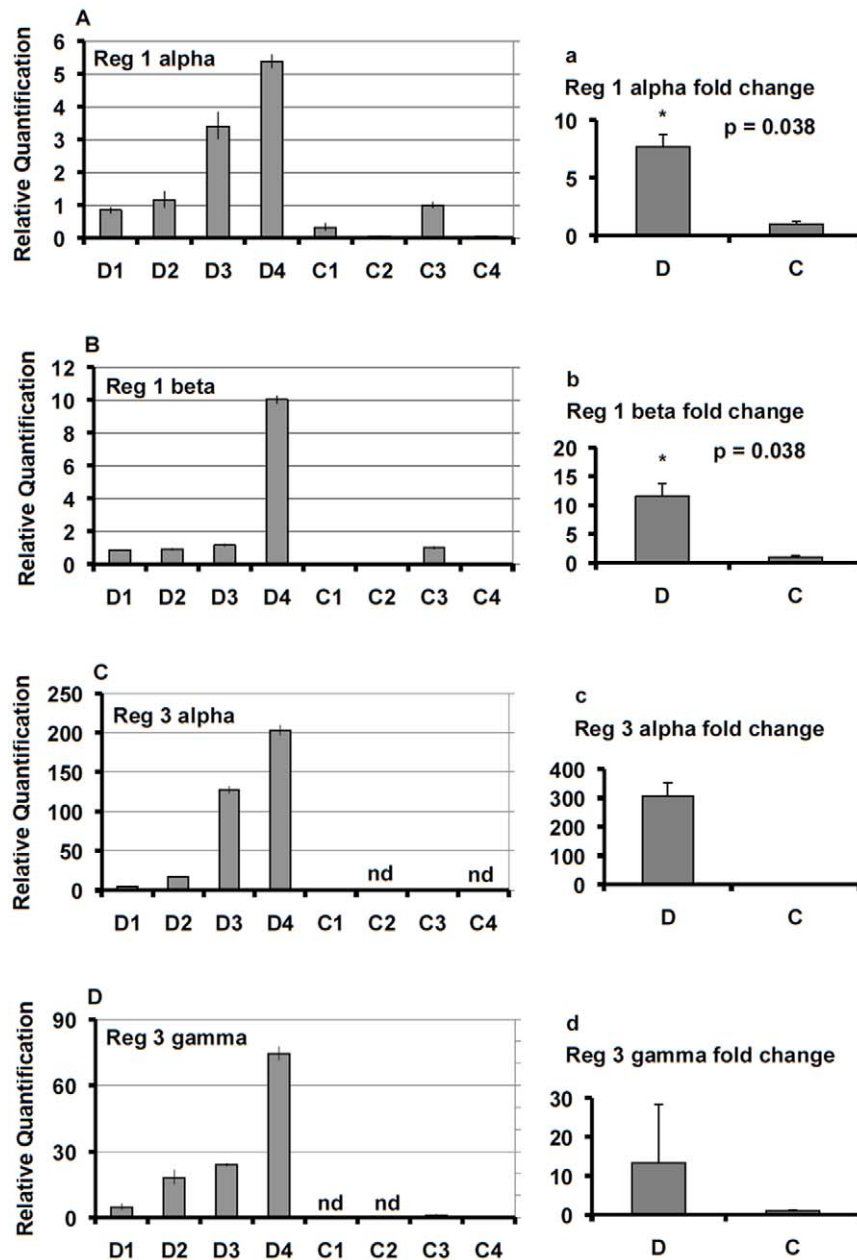 A
Relative Quantification
6
5
4
3
2
1
0
Reg 1 alpha
D1 D2 D3 D4 C1 C2 C3 C4
a
Reg 1 alpha fold change
10
5
0
*
p = 0.038
D C
B
Relative Quantification
12
10
8
6
4
2
0
Reg 1 beta
D1 D2 D3 D4 C1 C2 C3 C4
b
Reg 1 beta fold change
20
15
10
5
0
*
p = 0.038
D C
C
Relative Quantification
250
200
150
100
50
0
Reg 3 alpha
nd nd
D1 D2 D3 D4 C1 C2 C3 C4
c
Reg 3 alpha fold change
400
300
200
100
0
D C
D
Relative Quantification
90
60
30
0
Reg 3 gamma
nd nd
D1 D2 D3 D4 C1 C2 C3 C4
d
Reg 3 gamma fold change
30
20
10
0
D C